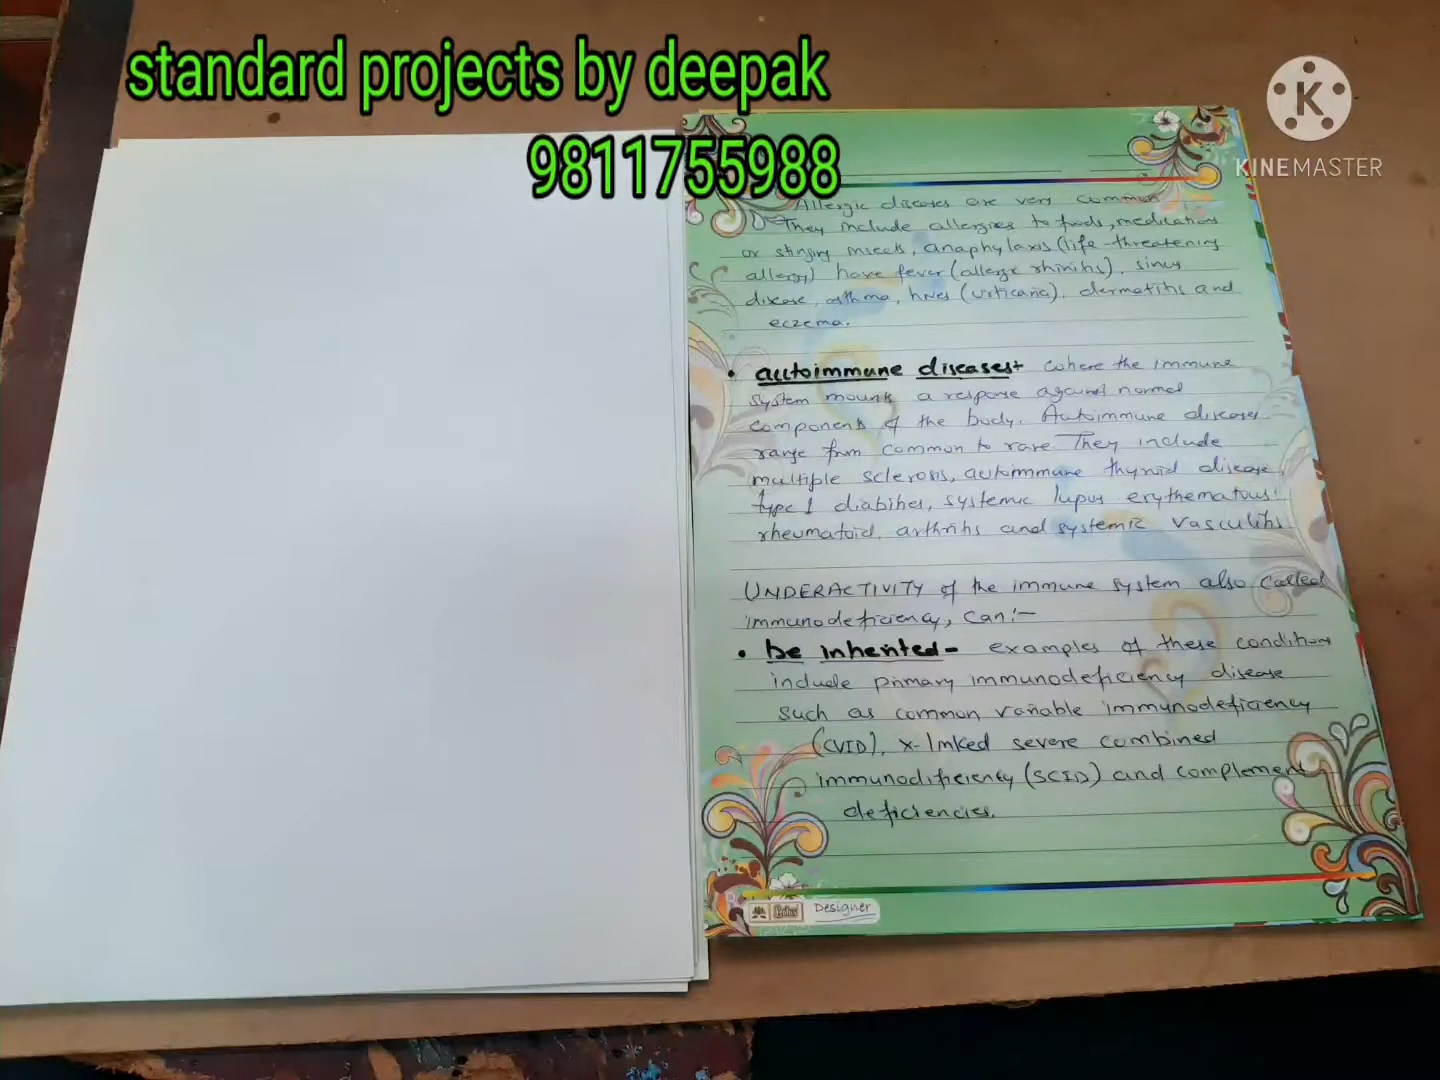 standard projects by deepak
9811755988
KINEMASTER
Allergic diseases are very common
They include allergies to foods, medications
or stinging insects, anaphylaxis (life-threatening
allergy) have fever (allergic rhinitis), sinus
disease, asthma, hives (urticaria), dermatitis and
eczema.
• autoimmune diseases- where the immune
system mounts a response against normal
components of the body. Autoimmune diseases
range from common to rare. They include
multiple sclerosis, autoimmune thyroid disease,
type 1 diabites, systemic lupus erythematous
rheumatoid. arthritis and systemic vasculitis
UNDERACTIVITY of the immune system also called
immunodeficiency, can:-
• be inherited- examples of these conditions
include primary immunodeficiency disease
such as common variable immunodeficiency
(CVID), x-linked severe combined
immunodificiency (SCID) and complement
deficiencies.
Lotus Designer